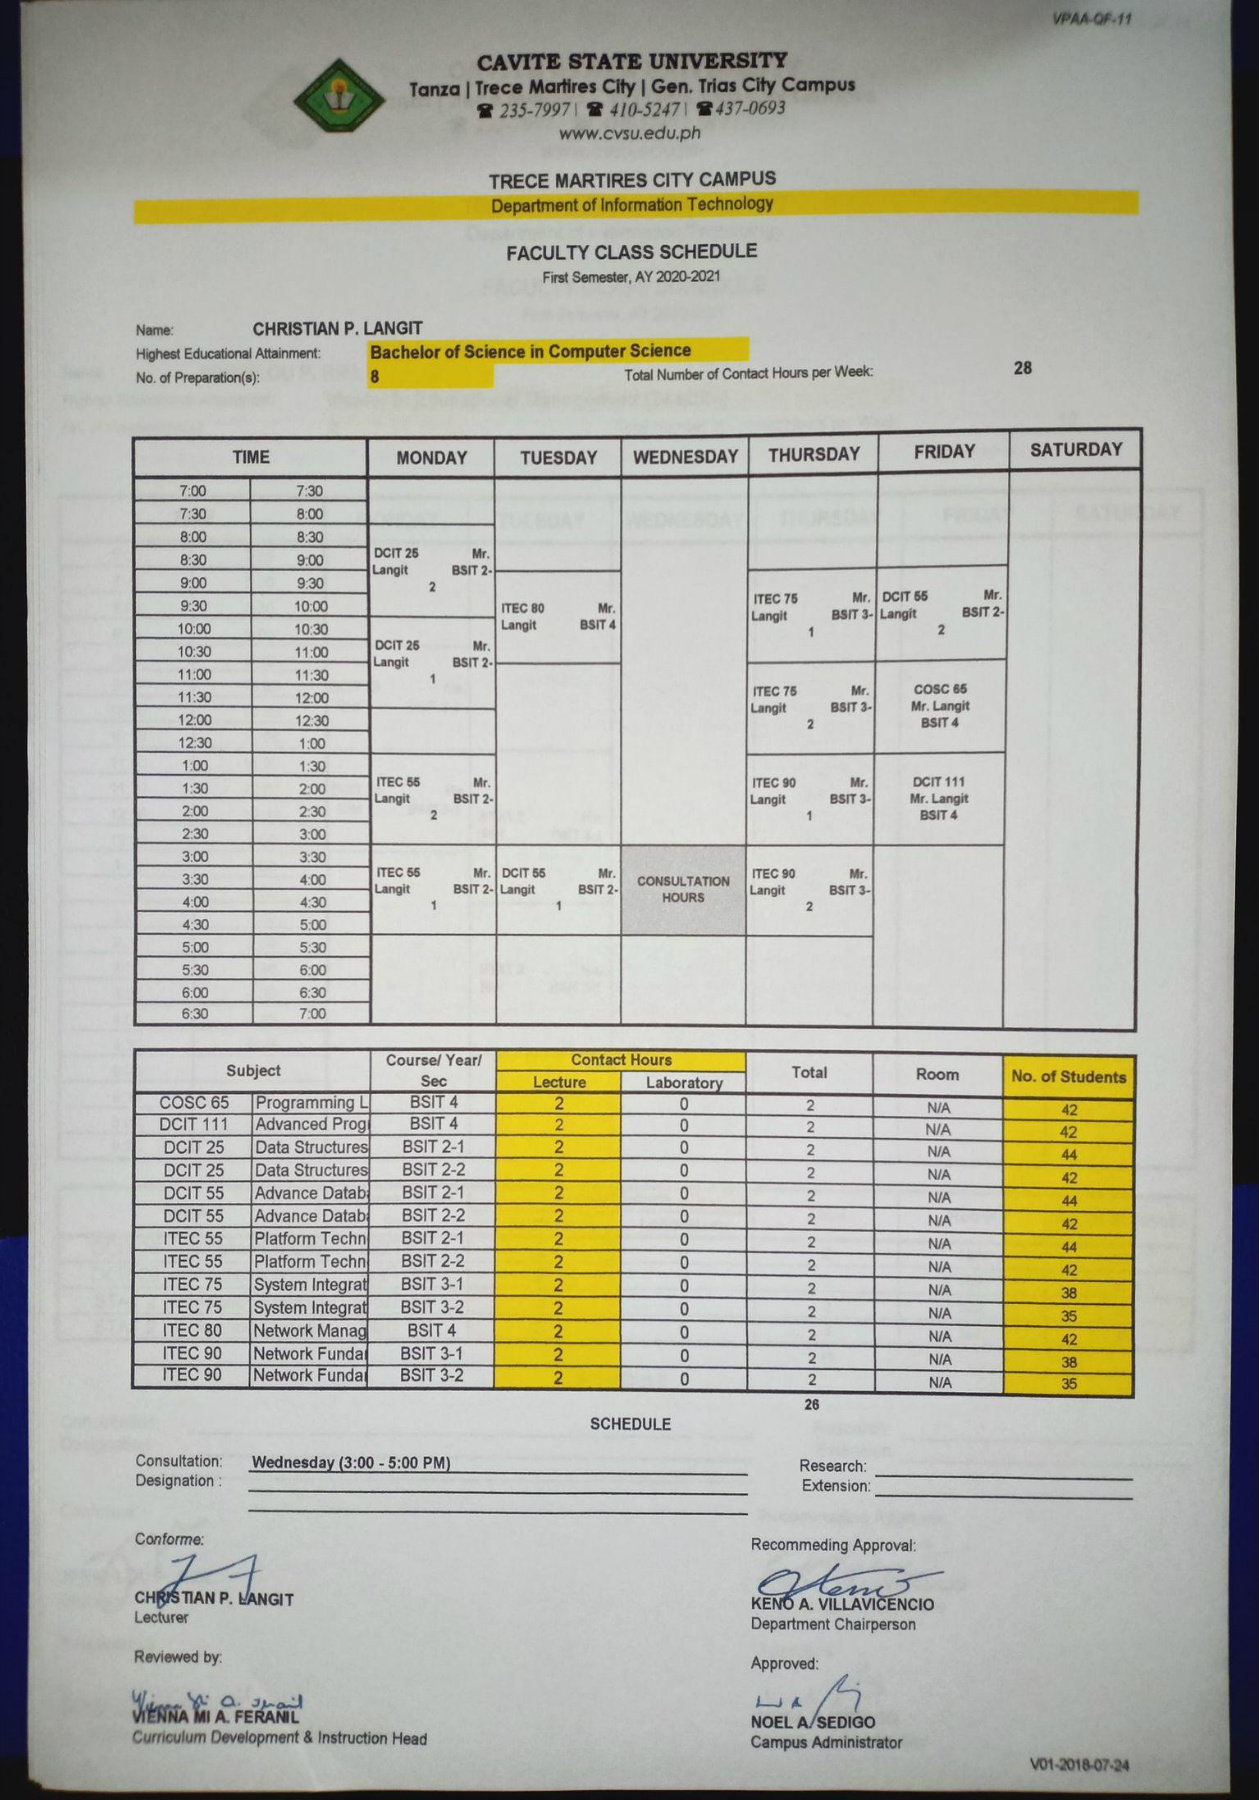 VPAA-QF-11
CAVITE STATE UNIVERSITY
Tanza | Trece Martires City | Gen. Trias City Campus
☎ 235-7997| ☎ 410-5247| ☎437-0693
www.cvsu.edu.ph
TRECE MARTIRES CITY CAMPUS
Department of Information Technology
FACULTY CLASS SCHEDULE
First Semester, AY 2020-2021
Name: CHRISTIAN P. LANGIT
Highest Educational Attainment: Bachelor of Science in Computer Science
No. of Preparation(s): 8 Total Number of Contact Hours per Week: 28
TIME MONDAY TUESDAY WEDNESDAY THURSDAY FRIDAY SATURDAY
7:00 7:30
7:30 8:00
8:00 8:30
8:30 9:00
9:00 9:30
9:30 10:00
10:00 10:30
10:30 11:00
11:00 11:30
11:30 12:00
12:00 12:30
12:30 1:00
1:00 1:30
1:30 2:00
2:00 2:30
2:30 3:00
3:00 3:30
3:30 4:00
4:00 4:30
4:30 5:00
5:00 5:30
5:30 6:00
6:00 6:30
6:30 7:00
DCIT 25 Mr.
Langit BSIT 2-
2
DCIT 25 Mr.
Langit BSIT 2-
1
ITEC 55 Mr.
Langit BSIT 2-
2
ITEC 55 Mr.
Langit BSIT 2-
1
ITEC 80 Mr.
Langit BSIT 4
DCIT 55 Mr.
Langit BSIT 2-
1
CONSULTATION
HOURS
ITEC 75 Mr.
Langit BSIT 3-
1
ITEC 75 Mr.
Langit BSIT 3-
2
ITEC 90 Mr.
Langit BSIT 3-
1
ITEC 90 Mr.
Langit BSIT 3-
2
DCIT 55 Mr.
Langit BSIT 2-
2
COSC 65
Mr. Langit
BSIT 4
DCIT 111
Mr. Langit
BSIT 4
Subject Course/ Year/ Sec Contact Hours Total Room No. of Students
Lecture Laboratory
COSC 65 Programming L BSIT 4 2 0 2 N/A 42
DCIT 111 Advanced Prog BSIT 4 2 0 2 N/A 42
DCIT 25 Data Structures BSIT 2-1 2 0 2 N/A 44
DCIT 25 Data Structures BSIT 2-2 2 0 2 N/A 42
DCIT 55 Advance Datab BSIT 2-1 2 0 2 N/A 44
DCIT 55 Advance Datab BSIT 2-2 2 0 2 N/A 42
ITEC 55 Platform Techn BSIT 2-1 2 0 2 N/A 44
ITEC 55 Platform Techn BSIT 2-2 2 0 2 N/A 42
ITEC 75 System Integrat BSIT 3-1 2 0 2 N/A 38
ITEC 75 System Integrat BSIT 3-2 2 0 2 N/A 35
ITEC 80 Network Manag BSIT 4 2 0 2 N/A 42
ITEC 90 Network Funda BSIT 3-1 2 0 2 N/A 38
ITEC 90 Network Funda BSIT 3-2 2 0 2 N/A 35
26
SCHEDULE
Consultation: Wednesday (3:00 - 5:00 PM)
Designation :
Research:
Extension:
Conforme:
CHRISTIAN P. LANGIT
Lecturer
Recommeding Approval:
KENO A. VILLAVICENCIO
Department Chairperson
Reviewed by:
VIENNA MI A. FERANIL
Curriculum Development & Instruction Head
Approved:
NOEL A. SEDIGO
Campus Administrator
V01-2018-07-24